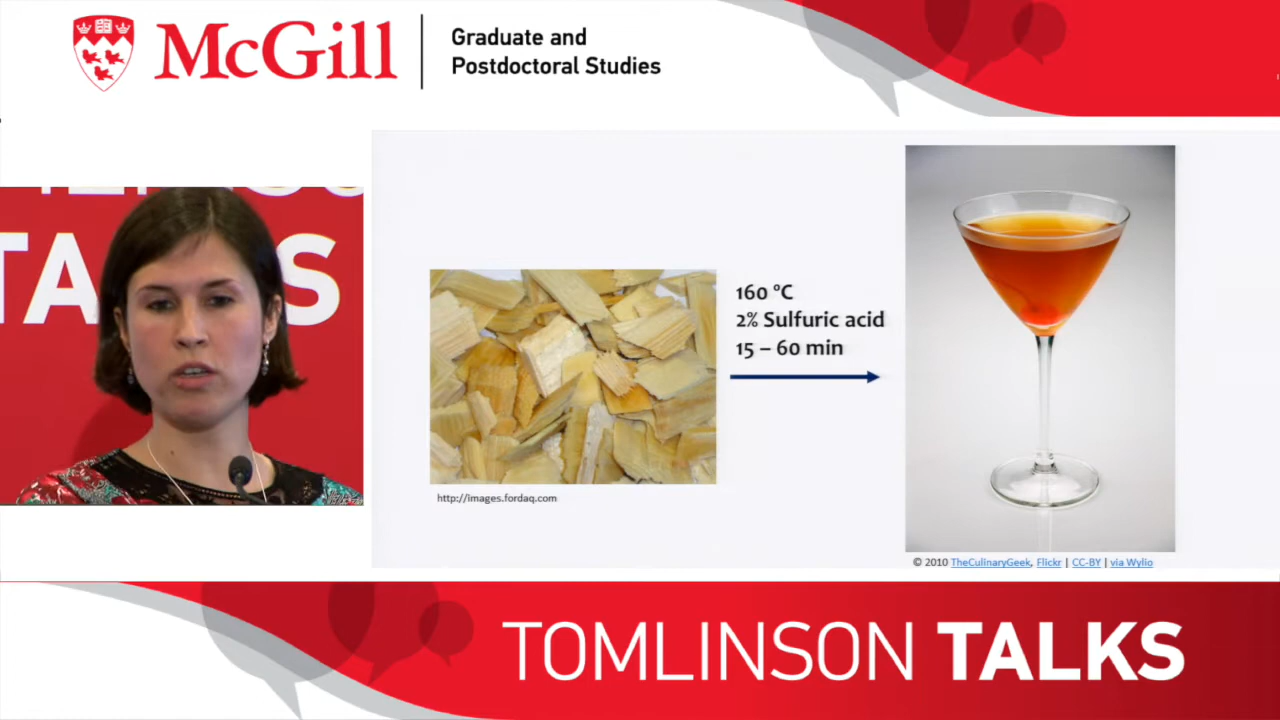 McGill
Graduate and
Postdoctoral Studies
TALKS
160 °C
2% Sulfuric acid
15 – 60 min
http://images.fordaq.com
© 2010 TheCulinaryGeek, Flickr | CC-BY | via Wylio
TOMLINSON TALKS